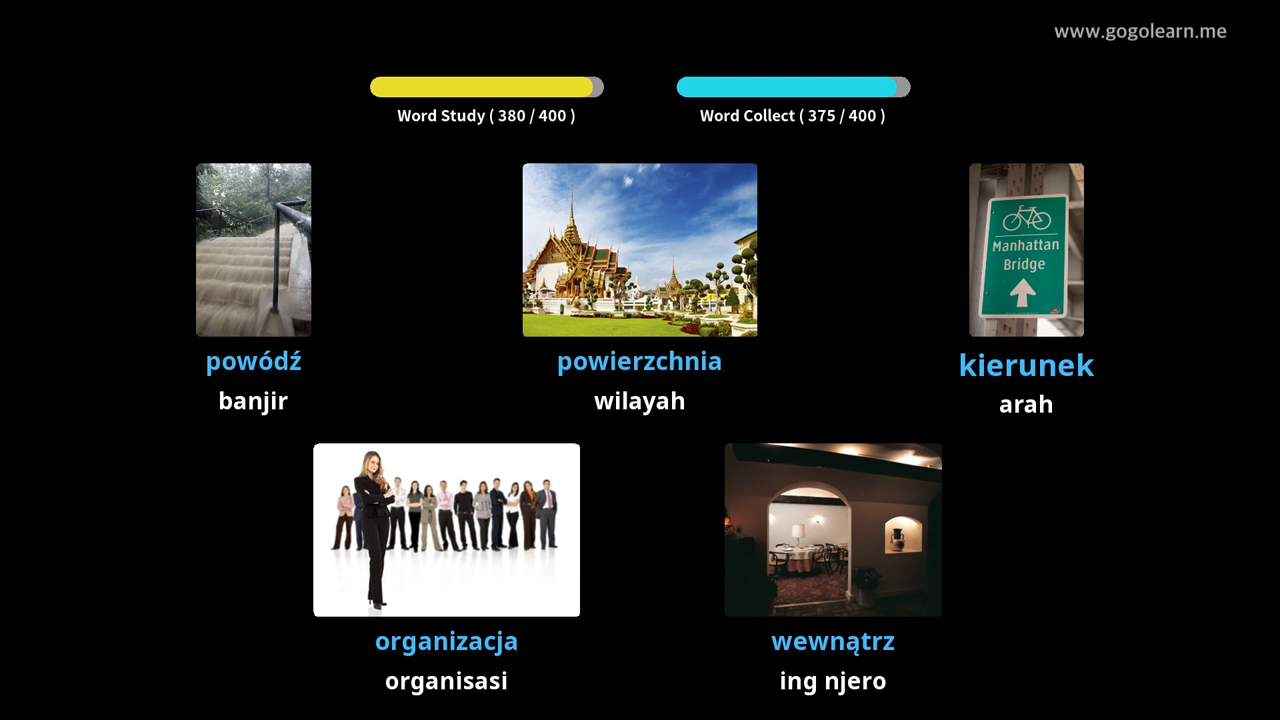 www.gogolearn.me
Word Study ( 380 / 400 )
Word Collect ( 375 / 400 )
Manhattan
Bridge
powódź
powierzchnia
kierunek
banjir
wilayah
arah
organizacja
wewnątrz
organisasi
ing njero